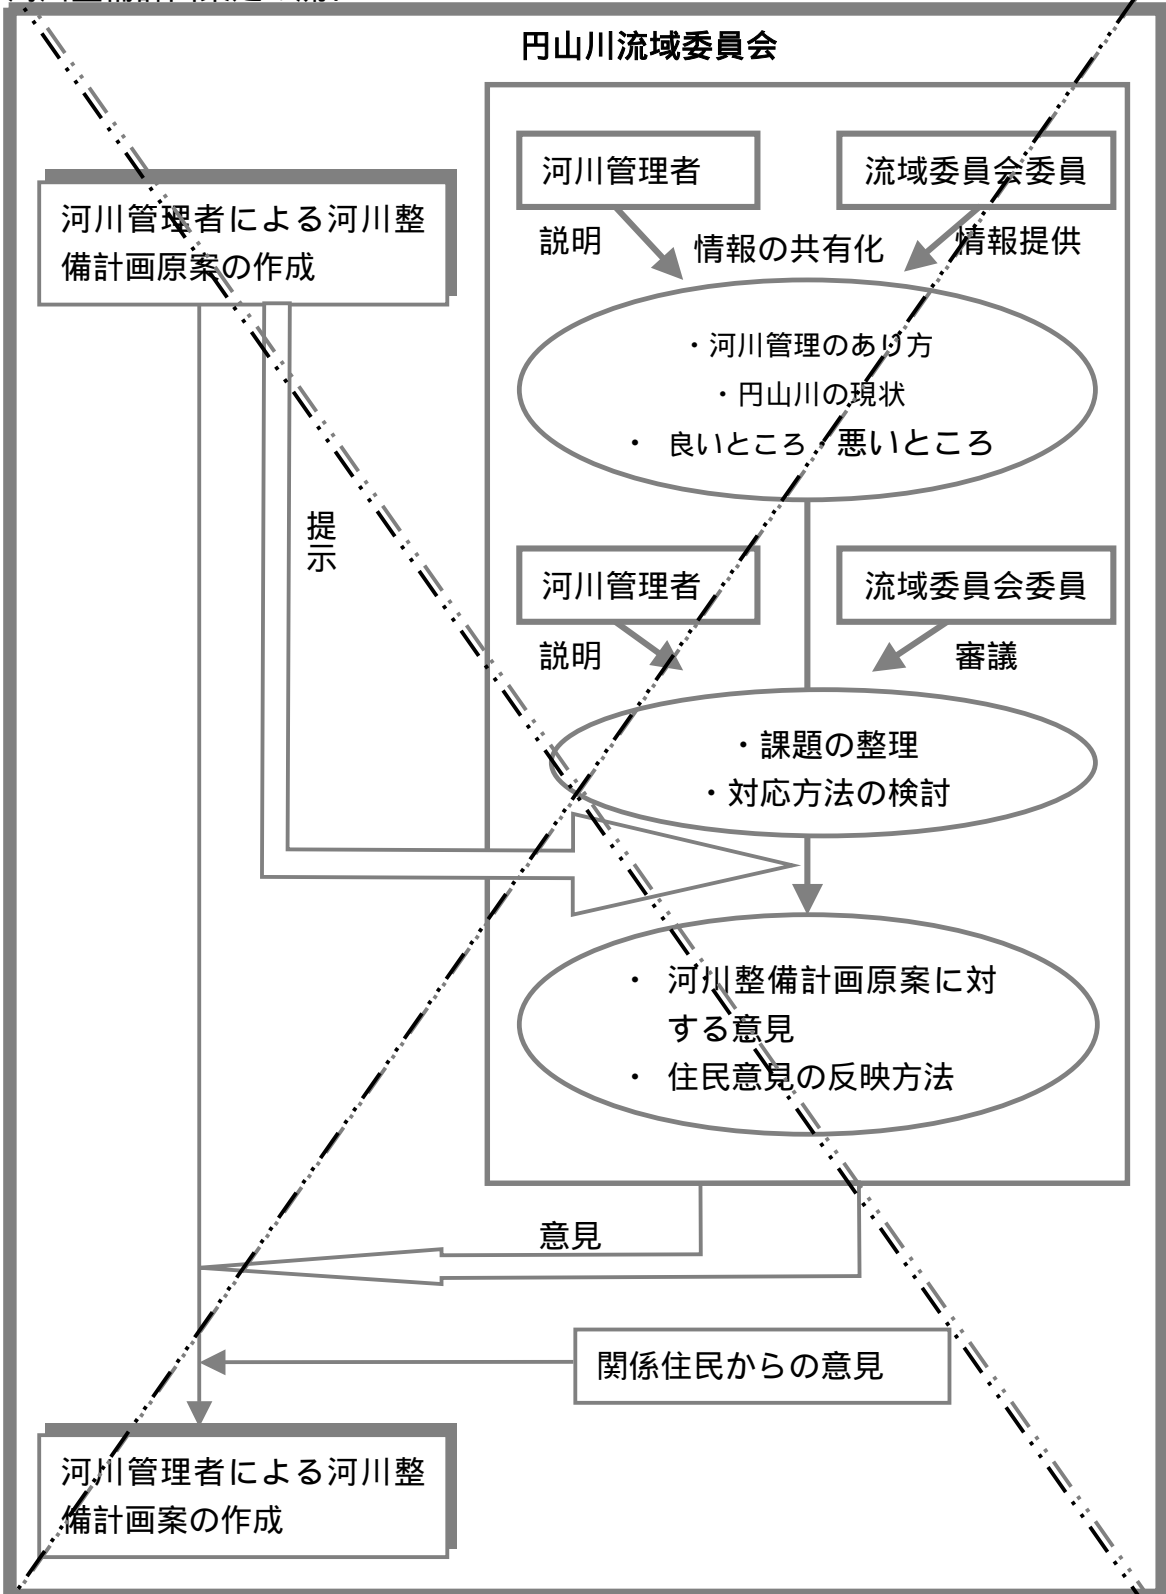 円山川流域委員会
河川管理者
流域委員会委員
説明
情報の共有化
情報提供
河川管理者による河川整
備計画原案の作成
・河川管理のあり方
・円山川の現状
・ 良いところ・悪いところ
提
示
河川管理者
流域委員会委員
説明
審議
・課題の整理
・対応方法の検討
・ 河川整備計画原案に対
する意見
・ 住民意見の反映方法
意見
関係住民からの意見
河川管理者による河川整
備計画案の作成